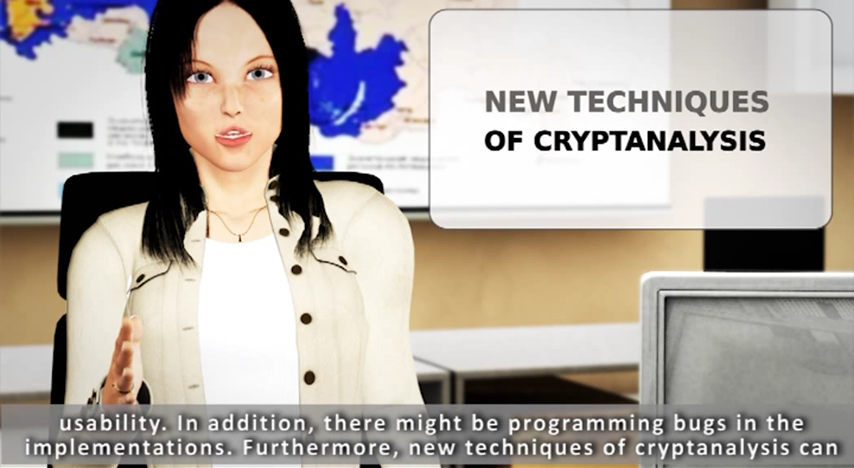 NEW TECHNIQUES
OF CRYPTANALYSIS
usability. In addition, there might be programming bugs in the
implementations. Furthermore, new techniques of cryptanalysis can